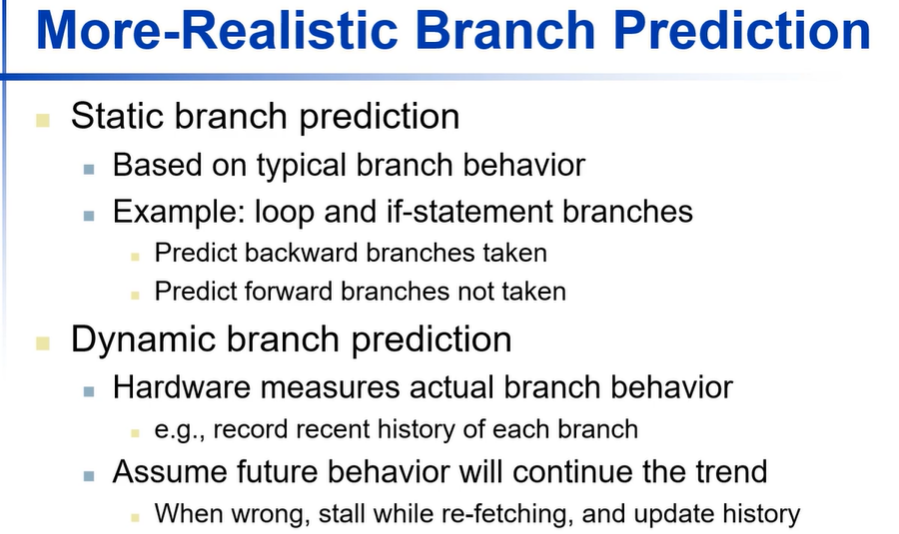 More-Realistic Branch Prediction
Static branch prediction
Based on typical branch behavior
Example: loop and if-statement branches
Predict backward branches taken
Predict forward branches not taken
Dynamic branch prediction
Hardware measures actual branch behavior
e.g., record recent history of each branch
Assume future behavior will continue the trend
When wrong, stall while re-fetching, and update history